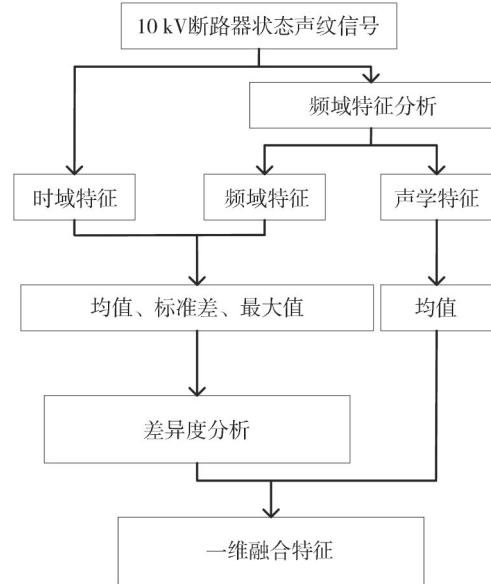 10 kV断路器状态声纹信号
频域特征分析
时域特征
频域特征
声学特征
均值、标准差、最大值
均值
差异度分析
一维融合特征